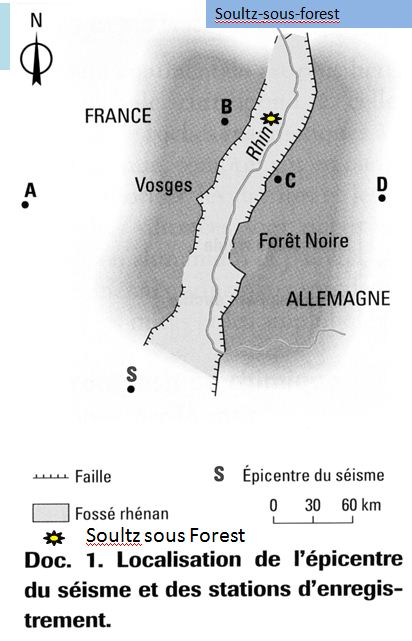 Soultz-sous-forest
N
FRANCE
B
Rhin
Vosges
A
C
D
Forêt Noire
ALLEMAGNE
S
Faille
S Épicentre du séisme
Fossé rhénan
0 30 60 km
Soultz sous Forest
Doc. 1. Localisation de l'épicentre
du séisme et des stations d'enregis-
trement.